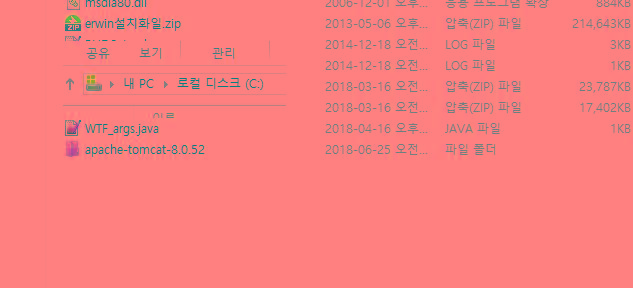 msdia80.dll 2006-12-01 오후... 응용 프로그램 확장 884KB
erwin설치화일.zip 2013-05-06 오후... 압축(ZIP) 파일 214,643KB
2014-12-18 오전... LOG 파일 3KB
공유 보기 관리
2014-12-18 오전... LOG 파일 1KB
내 PC 로컬 디스크 (C:) 2018-03-16 오전... 압축(ZIP) 파일 23,787KB
2018-03-16 오전... 압축(ZIP) 파일 17,402KB
WTF_args.java 2018-04-16 오후... JAVA 파일 1KB
apache-tomcat-8.0.52 2018-06-25 오전... 파일 폴더